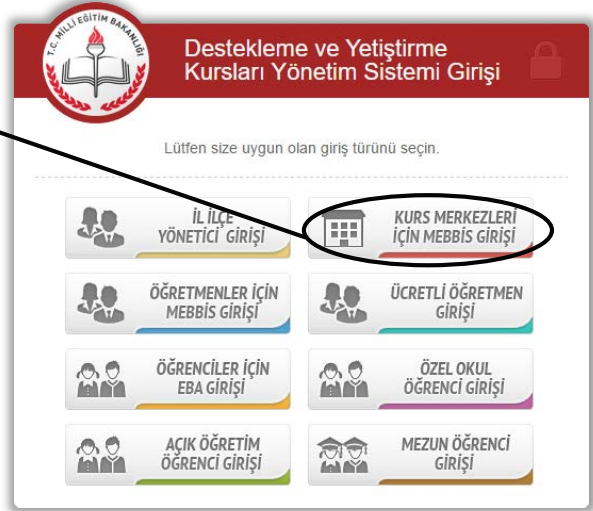 T.C. MİLLÎ EĞİTİM BAKANLIĞI
Destekleme ve Yetiştirme
Kursları Yönetim Sistemi Girişi
Lütfen size uygun olan giriş türünü seçin.
İL İLÇE
YÖNETİCİ GİRİŞİ
KURS MERKEZLERİ
İÇİN MEBBİS GİRİŞİ
ÖĞRETMENLER İÇİN
MEBBİS GİRİŞİ
ÜCRETLİ ÖĞRETMEN
GİRİŞİ
ÖĞRENCİLER İÇİN
EBA GİRİŞİ
ÖZEL OKUL
ÖĞRENCİ GİRİŞİ
AÇIK ÖĞRETİM
ÖĞRENCİ GİRİŞİ
MEZUN ÖĞRENCİ
GİRİŞİ